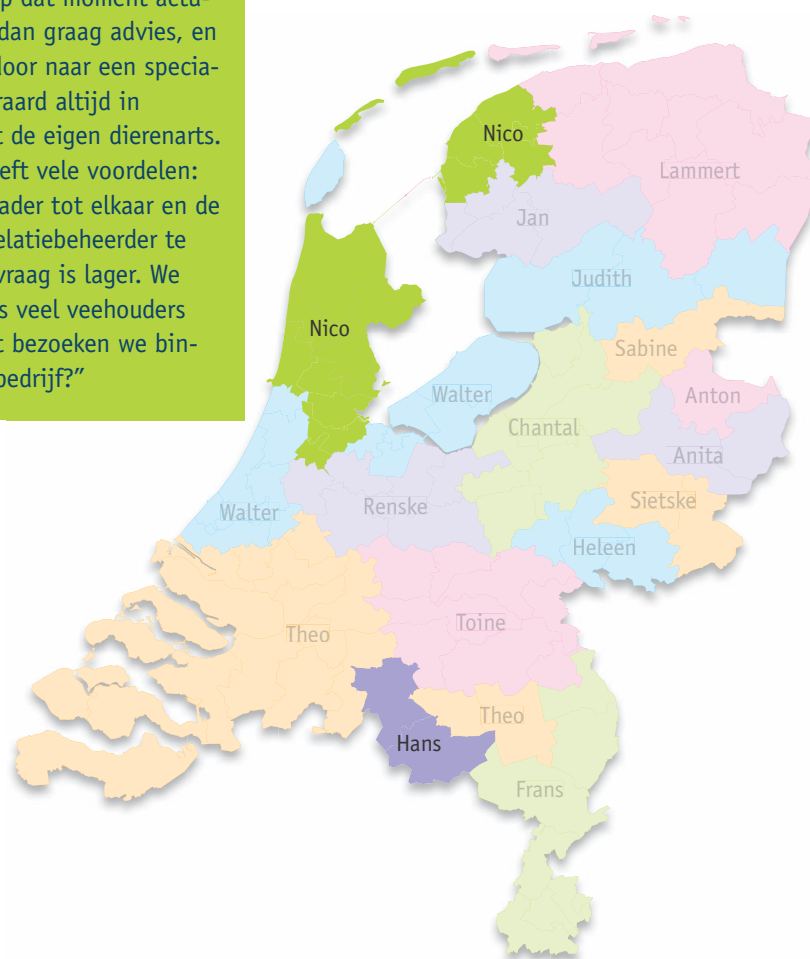 p dat moment actu-
dan graag advies, en
door naar een specia-
raard altijd in
t de eigen dierenarts.
eft vele voordelen:
ader tot elkaar en de
elatiebeheerder te
vraag is lager. We
s veel veehouders
t bezoeken we bin-
bedrijf?”
Nico
Lammert
Jan
Judith
Nico
Sabine
Walter
Anton
Chantal
Anita
Sietske
Walter
Renske
Heleen
Toine
Theo
Theo
Hans
Frans